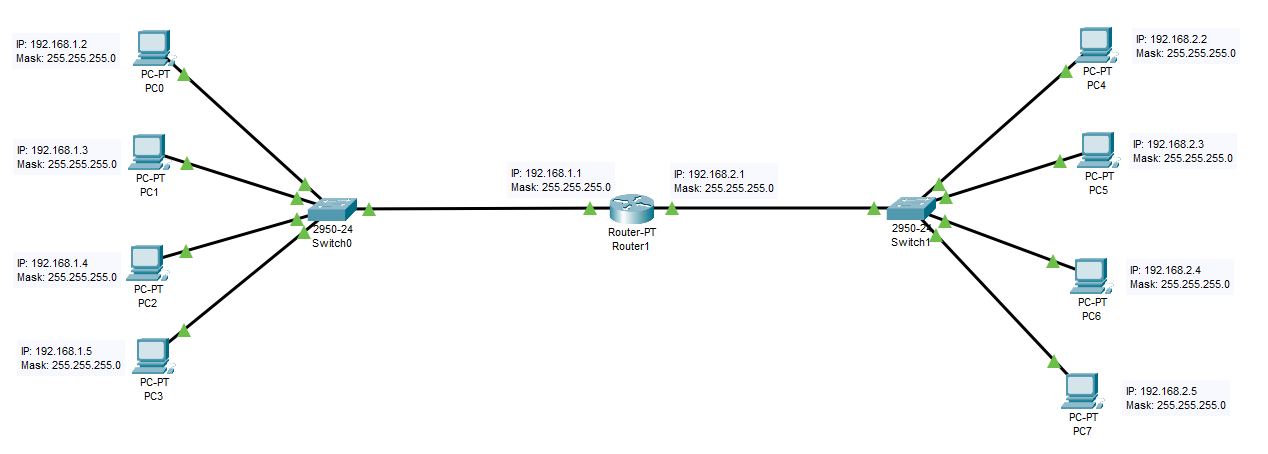 IP: 192.168.1.2
Mask: 255.255.255.0
PC-PT
PC0
IP: 192.168.1.3
Mask: 255.255.255.0
PC-PT
PC1
IP: 192.168.1.4
Mask: 255.255.255.0
PC-PT
PC2
IP: 192.168.1.5
Mask: 255.255.255.0
PC-PT
PC3
2950-24
Switch0
IP: 192.168.1.1
Mask: 255.255.255.0
IP: 192.168.2.1
Mask: 255.255.255.0
Router-PT
Router1
2950-24
Switch1
IP: 192.168.2.2
Mask: 255.255.255.0
PC-PT
PC4
IP: 192.168.2.3
Mask: 255.255.255.0
PC-PT
PC5
IP: 192.168.2.4
Mask: 255.255.255.0
PC-PT
PC6
IP: 192.168.2.5
Mask: 255.255.255.0
PC-PT
PC7